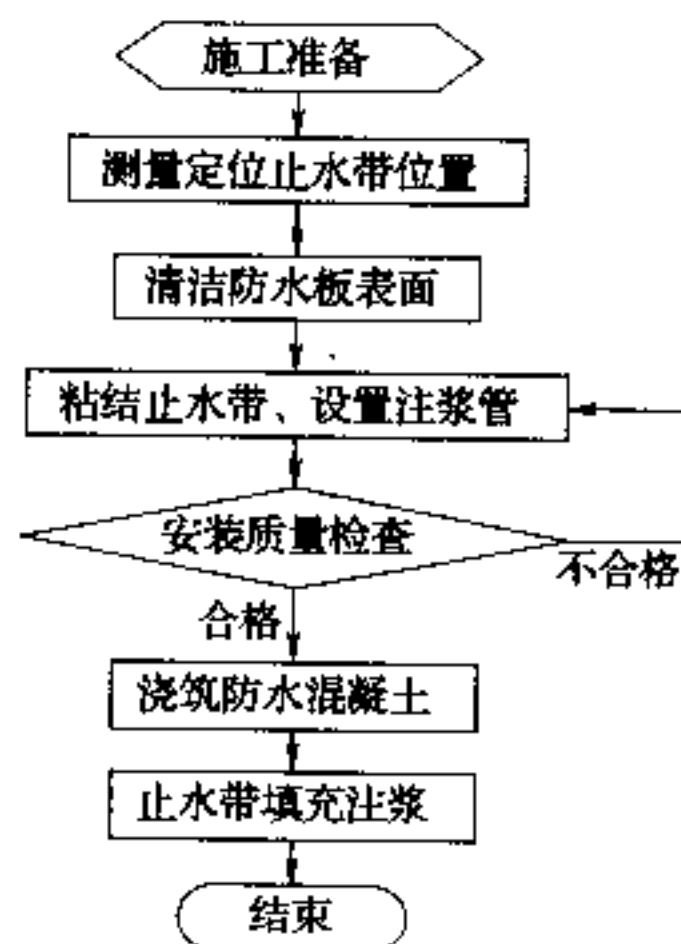 施工准备
测量定位止水带位置
清洁防水板表面
粘结止水带、设置注浆管
安装质量检查
不合格
合格
浇筑防水混凝土
止水带填充注浆
结束